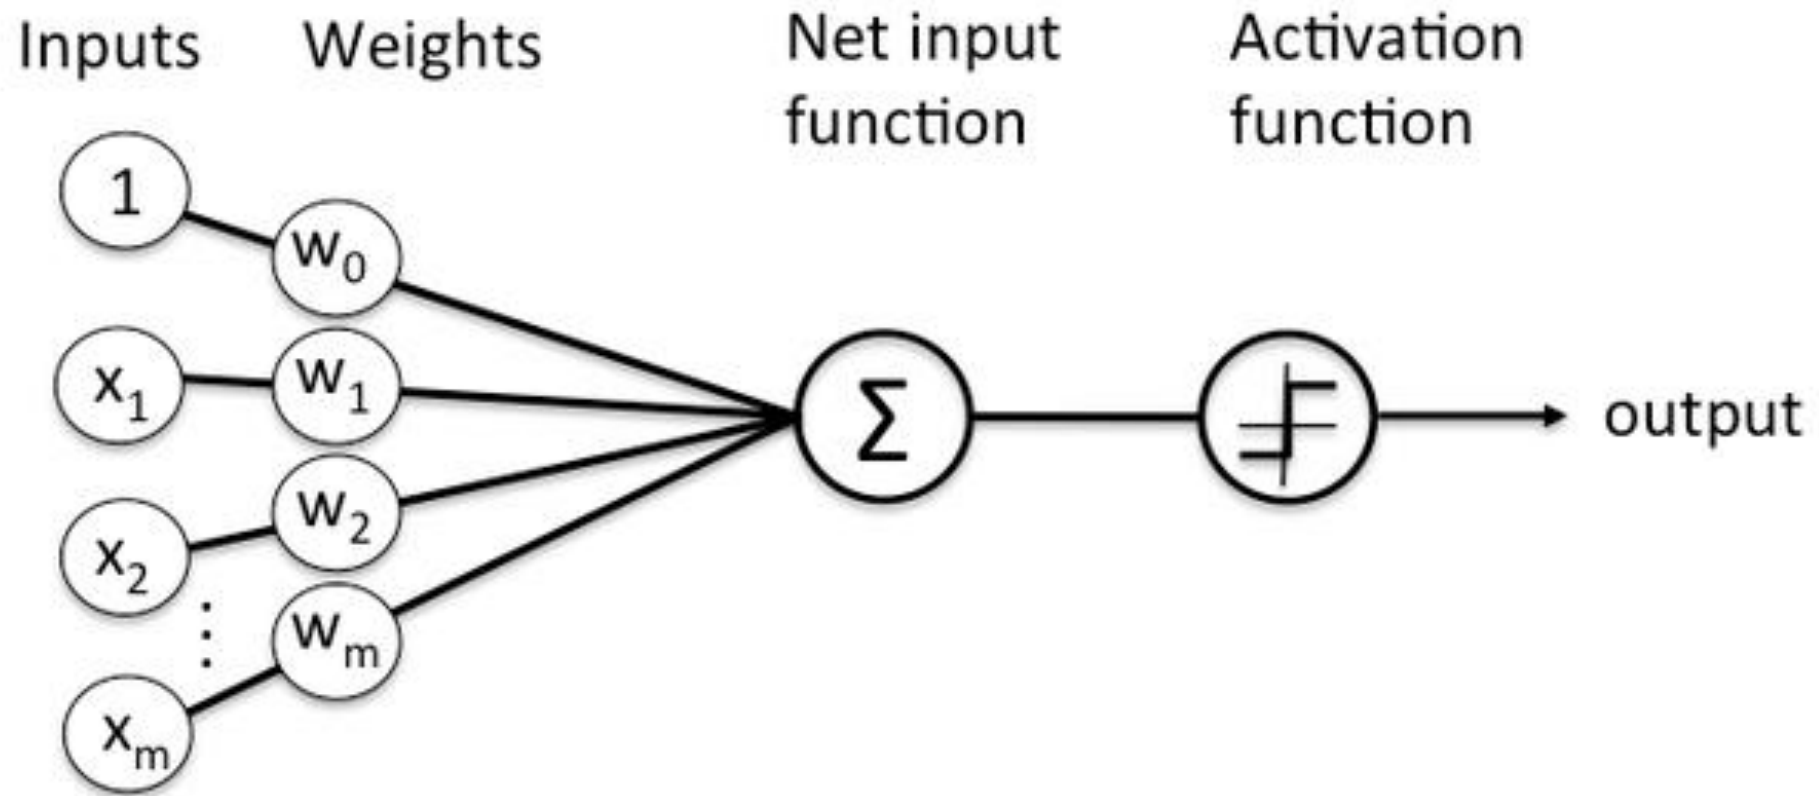 Inputs
Weights
Net input
function
Activation
function
1
w₀
x₁
w₁
x₂
w₂
⋮
xₘ
wₘ
Σ
output